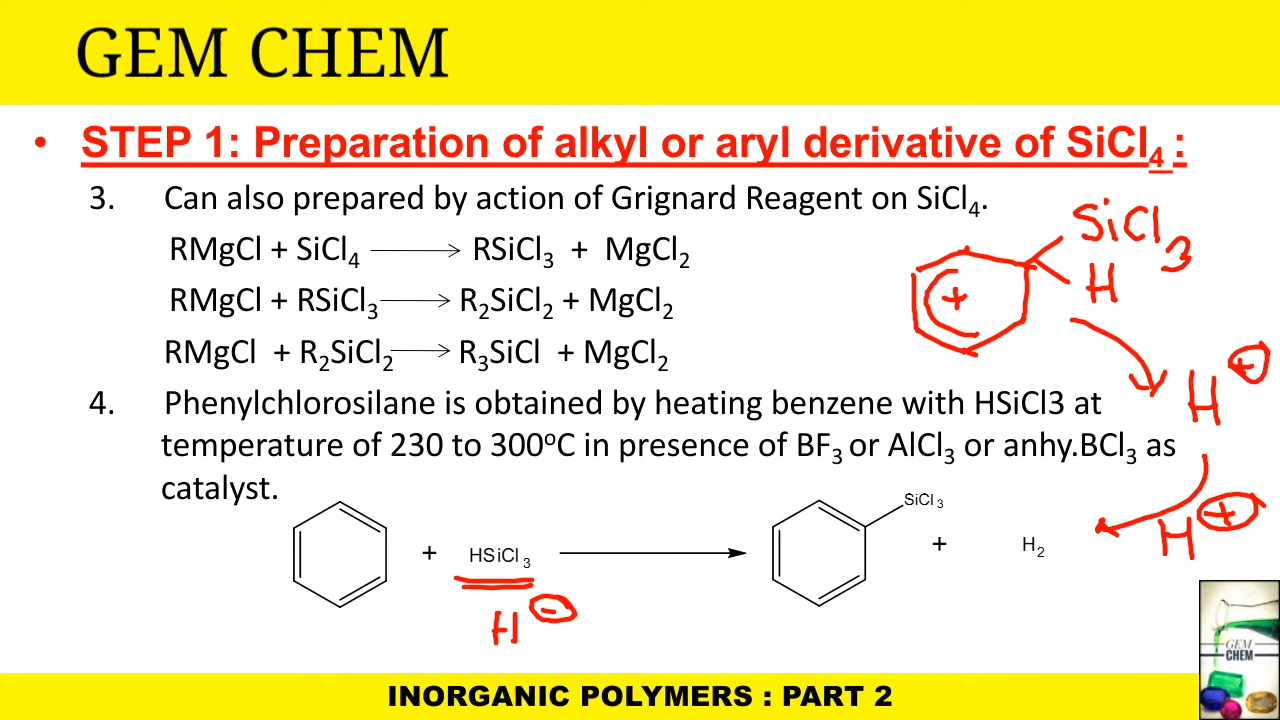 GEM CHEM
• STEP 1: Preparation of alkyl or aryl derivative of SiCl₄ :
3. Can also prepared by action of Grignard Reagent on SiCl₄.
RMgCl + SiCl₄ ⟶ RSiCl₃ + MgCl₂
RMgCl + RSiCl₃ ⟶ R₂SiCl₂ + MgCl₂
RMgCl + R₂SiCl₂ ⟶ R₃SiCl + MgCl₂
SiCl₃
H
+
H⁺
4. Phenylchlorosilane is obtained by heating benzene with HSiCl3 at
temperature of 230 to 300⁰C in presence of BF₃ or AlCl₃ or anhy.BCl₃ as
catalyst.
+ HSiCl₃ ⟶ SiCl₃ + H₂
H⁺
H⁻
GEM
CHEM
INORGANIC POLYMERS : PART 2